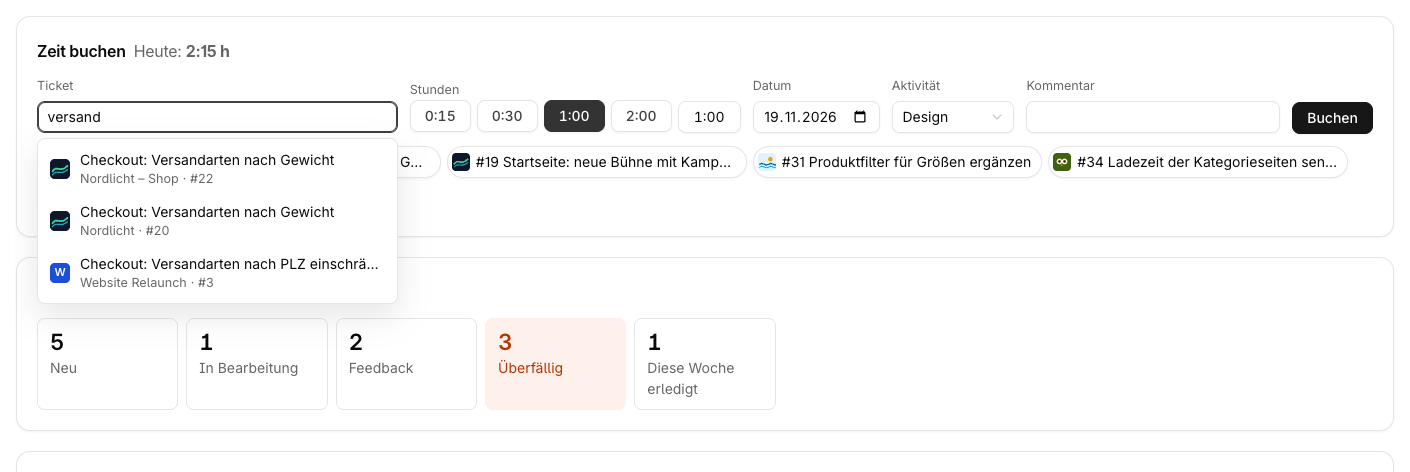 Zeit buchen Heute: 2:15 h
Ticket
Stunden
Datum
Aktivität
Kommentar
versand
0:15
0:30
1:00
2:00
1:00
19.11.2026
Design
Buchen
G…
#19 Startseite: neue Bühne mit Kamp…
#31 Produktfilter für Größen ergänzen
#34 Ladezeit der Kategorieseiten sen…
Checkout: Versandarten nach Gewicht
Nordlicht – Shop · #22
Checkout: Versandarten nach Gewicht
Nordlicht · #20
W
Checkout: Versandarten nach PLZ einschrä…
Website Relaunch · #3
5
Neu
1
In Bearbeitung
2
Feedback
3
Überfällig
1
Diese Woche
erledigt